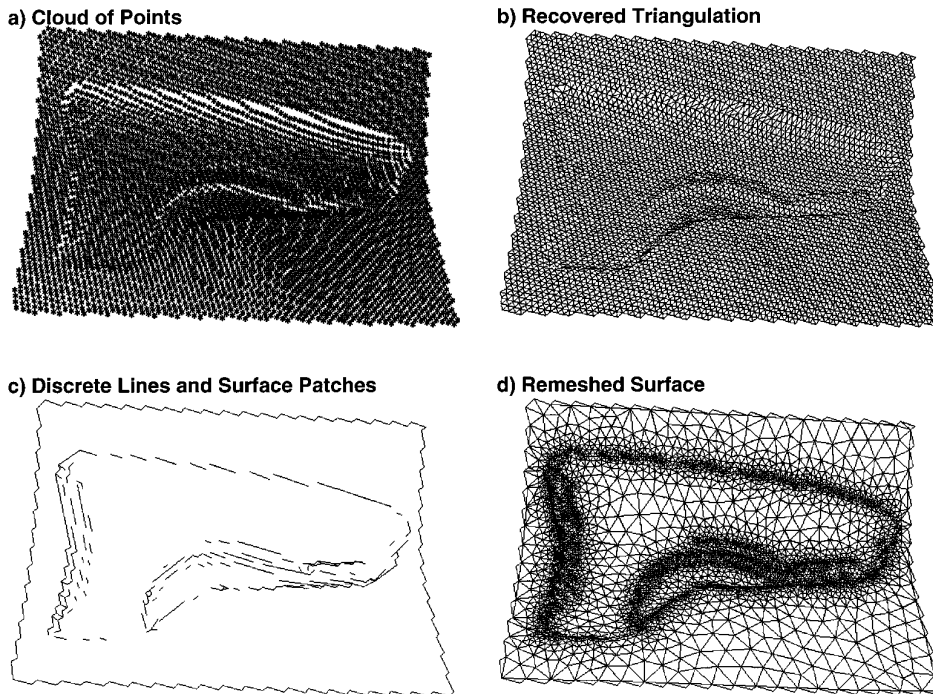 a) Cloud of Points
b) Recovered Triangulation
c) Discrete Lines and Surface Patches
d) Remeshed Surface